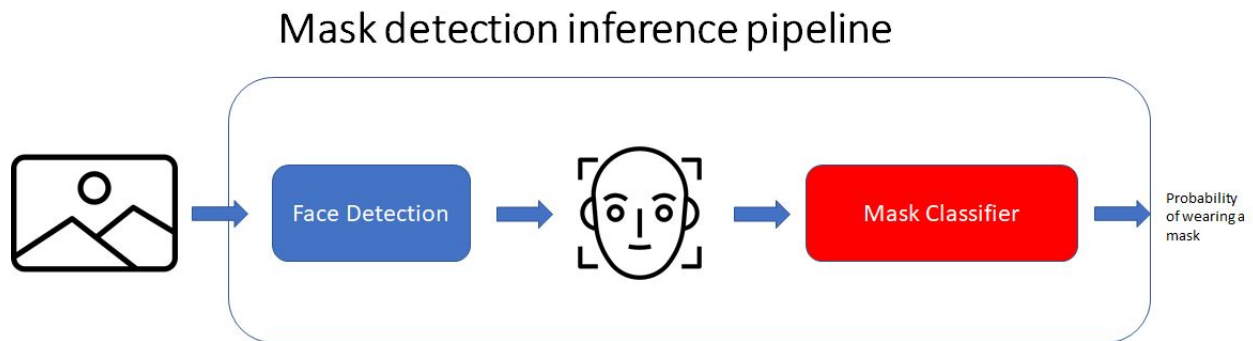 Mask detection inference pipeline
Face Detection
Mask Classifier
Probability
of wearing a
mask